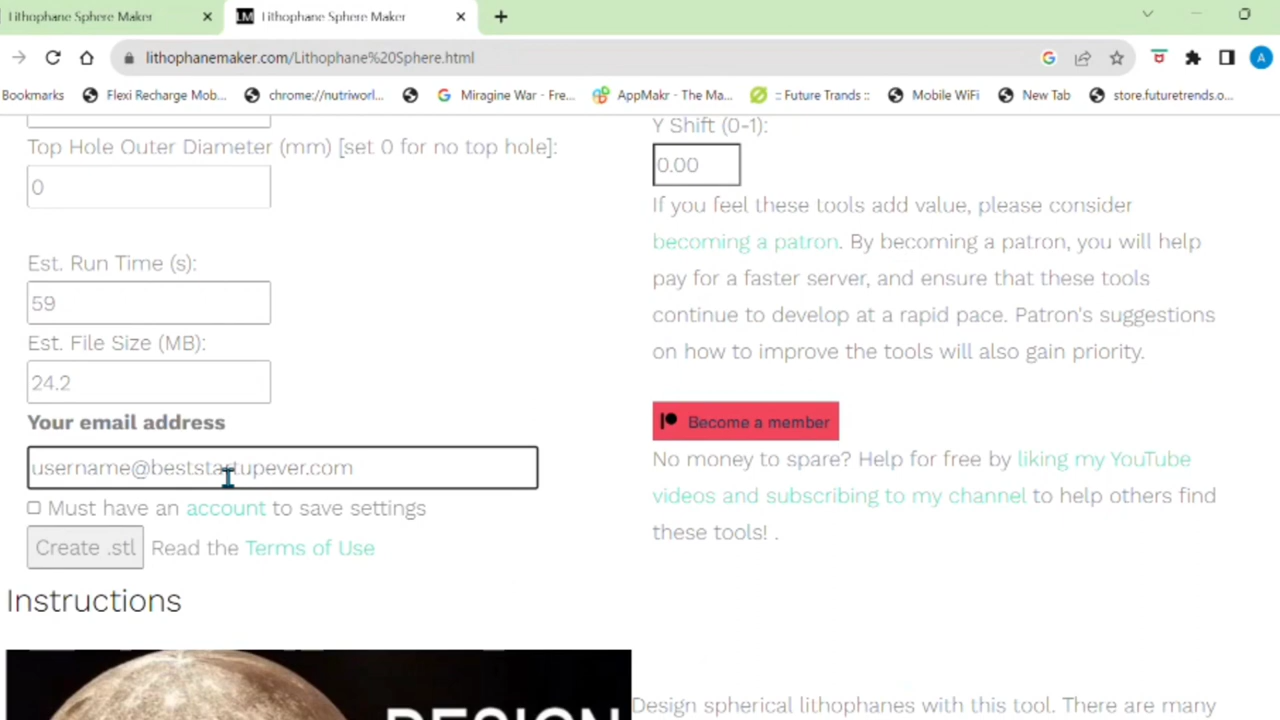 Lithophane Sphere Maker
LM Lithophane Sphere Maker
lithophanemaker.com/Lithophane%20Sphere.html
A
Bookmarks
Flexi Recharge Mob...
chrome://nutriworl...
Miragine War - Fre...
AppMakr - The Ma...
:: Future Trands ::
Mobile WiFi
New Tab
store.futuretrends.o...
Top Hole Outer Diameter (mm) [set 0 for no top hole]:
0
Est. Run Time (s):
59
Est. File Size (MB):
24.2
Your email address
username@beststartupever.com
Must have an account to save settings
Create .stl Read the Terms of Use
Y Shift (0-1):
0.00
If you feel these tools add value, please consider
becoming a patron. By becoming a patron, you will help
pay for a faster server, and ensure that these tools
continue to develop at a rapid pace. Patron's suggestions
on how to improve the tools will also gain priority.
Become a member
No money to spare? Help for free by liking my YouTube
videos and subscribing to my channel to help others find
these tools! .
Instructions
DESIGN
Design spherical lithophanes with this tool. There are many